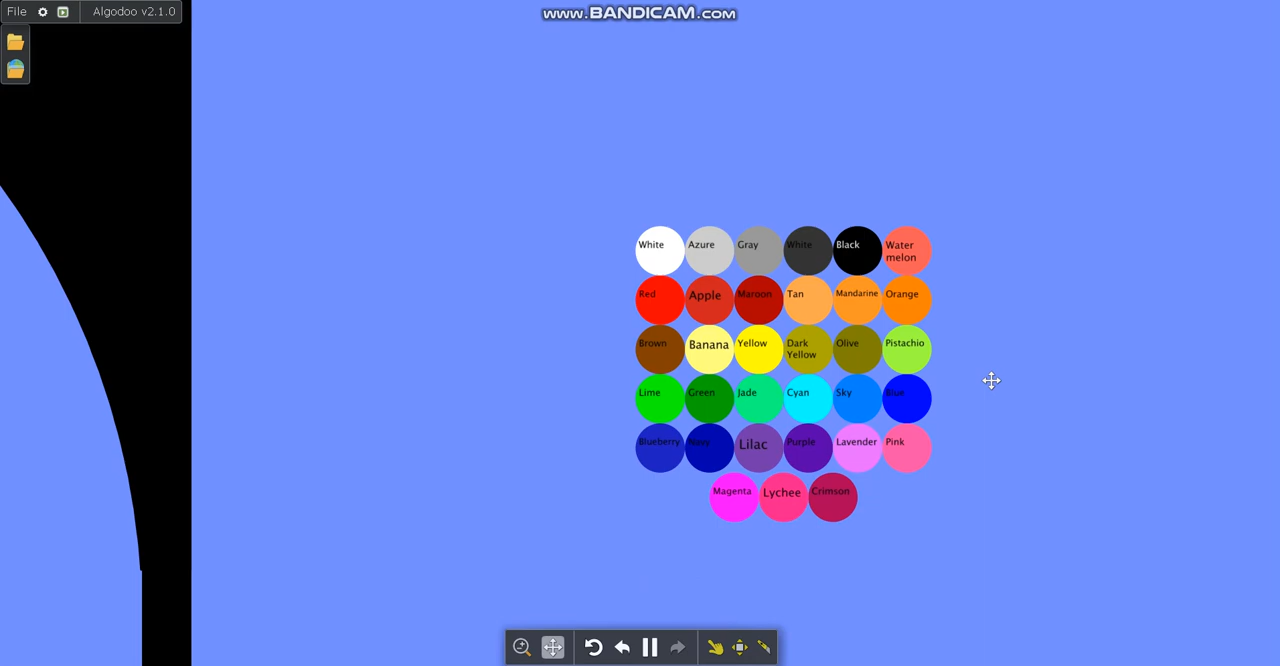 File
Algodoo v2.1.0
www.BANDICAM.com
White
Azure
Gray
White
Black
Water
melon
Red
Apple
Maroon
Tan
Mandarine
Orange
Brown
Banana
Yellow
Dark
Yellow
Olive
Pistachio
Lime
Green
Jade
Cyan
Sky
Blue
Blueberry
Navy
Lilac
Purple
Lavender
Pink
Magenta
Lychee
Crimson